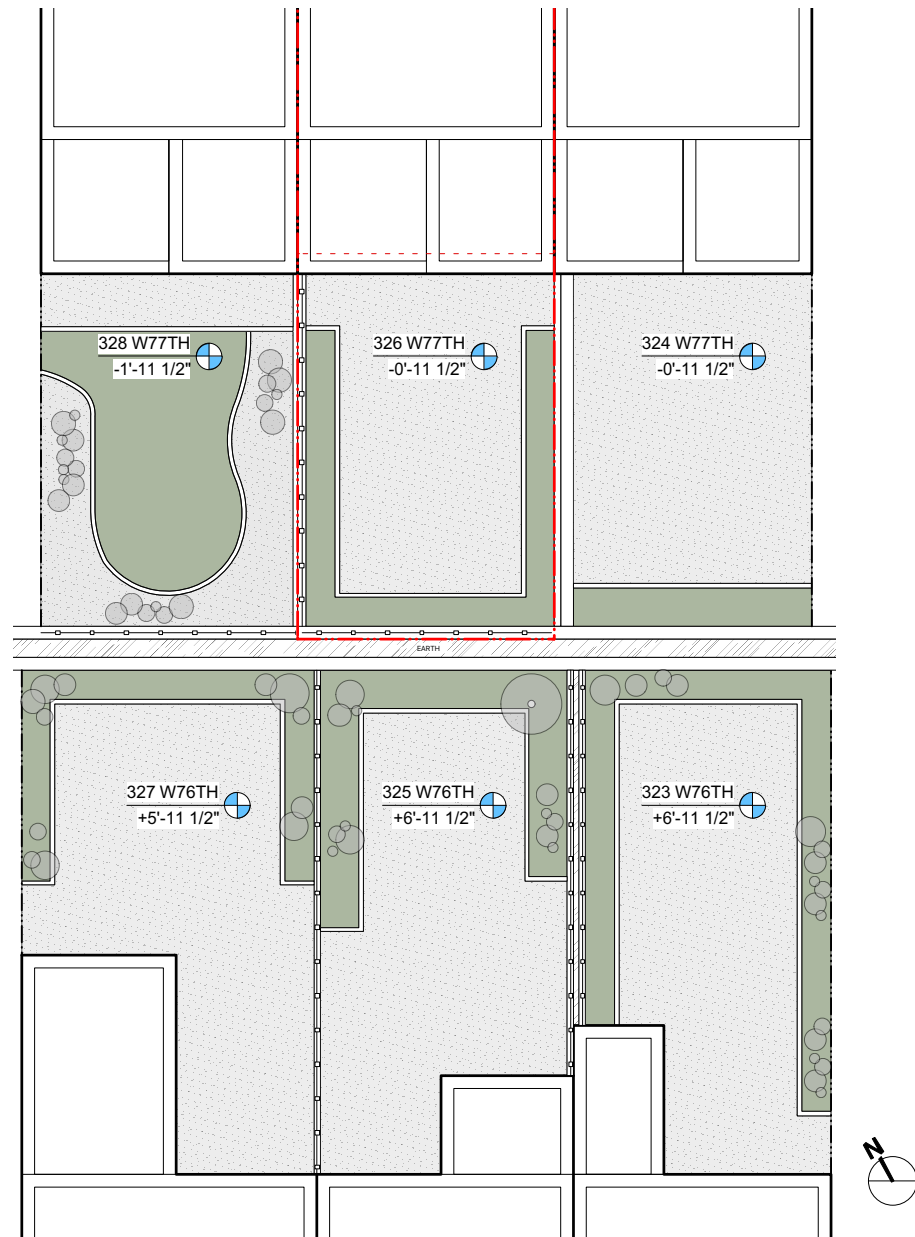 328 W77TH
-1'-11 1/2"
326 W77TH
-0'-11 1/2"
324 W77TH
-0'-11 1/2"
EARTH
327 W76TH
+5'-11 1/2"
325 W76TH
+6'-11 1/2"
323 W76TH
+6'-11 1/2"
N